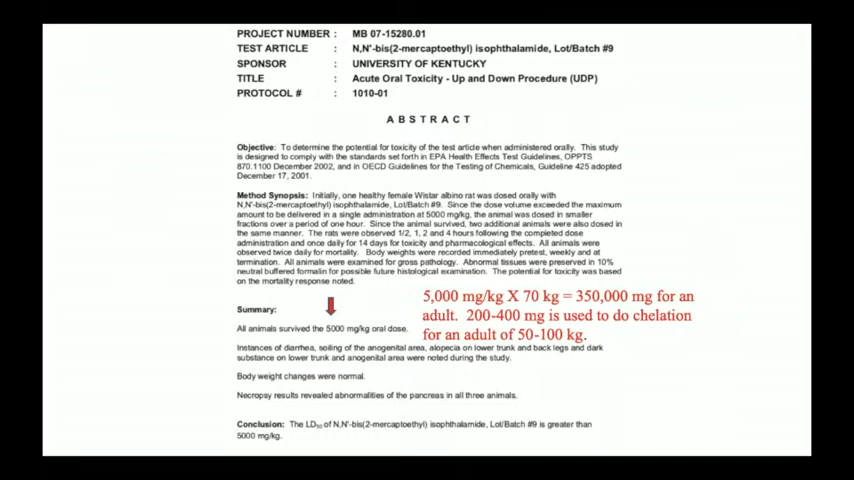 PROJECT NUMBER : MB 07-15280.01
TEST ARTICLE : N,N'-bis(2-mercaptoethyl) isophthalamide, Lot/Batch #9
SPONSOR : UNIVERSITY OF KENTUCKY
TITLE : Acute Oral Toxicity - Up and Down Procedure (UDP)
PROTOCOL # : 1010-01
ABSTRACT
Objective: To determine the potential for toxicity of the test article when administered orally. This study
is designed to comply with the standards set forth in EPA Health Effects Test Guidelines, OPPTS
870.1100 December 2002, and in OECD Guidelines for the Testing of Chemicals, Guideline 425 adopted
December 17, 2001.
Method Synopsis: Initially, one healthy female Wistar albino rat was dosed orally with
N,N'-bis(2-mercaptoethyl) isophthalamide, Lot/Batch #9. Since the dose volume exceeded the maximum
amount to be delivered in a single administration at 5000 mg/kg, the animal was dosed in smaller
fractions over a period of one hour. Since the animal survived, two additional animals were also dosed in
the same manner. The rats were observed 1/2, 1, 2 and 4 hours following the completed dose
administration and once daily for 14 days for toxicity and pharmacological effects. All animals were
observed twice daily for mortality. Body weights were recorded immediately pretest, weekly and at
termination. All animals were examined for gross pathology. Abnormal tissues were preserved in 10%
neutral buffered formalin for possible future histological examination. The potential for toxicity was based
on the mortality response noted.
5,000 mg/kg X 70 kg = 350,000 mg for an
adult. 200-400 mg is used to do chelation
for an adult of 50-100 kg.
Summary:
All animals survived the 5000 mg/kg oral dose.
Instances of diarrhea, soiling of the anogenital area, alopecia on lower trunk and back legs and dark
substance on lower trunk and anogenital area were noted during the study.
Body weight changes were normal.
Necropsy results revealed abnormalities of the pancreas in all three animals.
Conclusion: The LD50 of N,N'-bis(2-mercaptoethyl) isophthalamide, Lot/Batch #9 is greater than
5000 mg/kg.